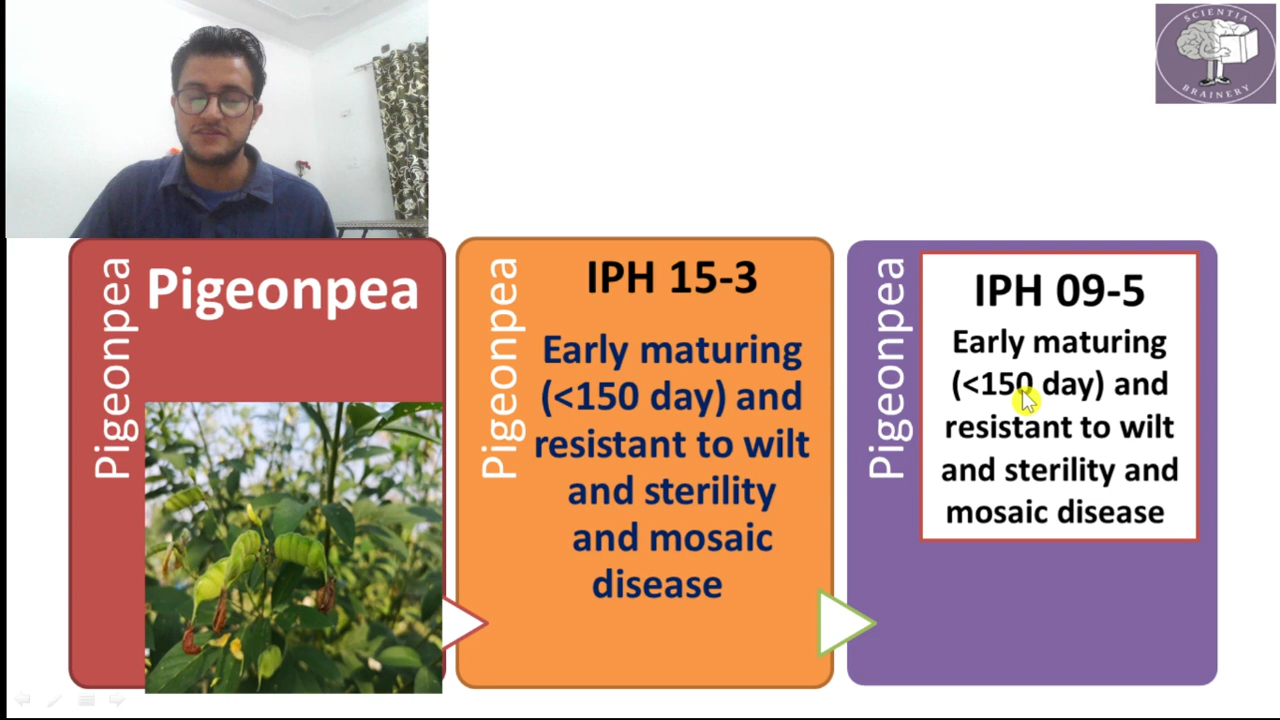 SCIENTIA
BRAINERY
Pigeonpea
Pigeonpea
Pigeonpea
IPH 15-3
Early maturing
(<150 day) and
resistant to wilt
and sterility
and mosaic
disease
Pigeonpea
IPH 09-5
Early maturing
(<150 day) and
resistant to wilt
and sterility and
mosaic disease